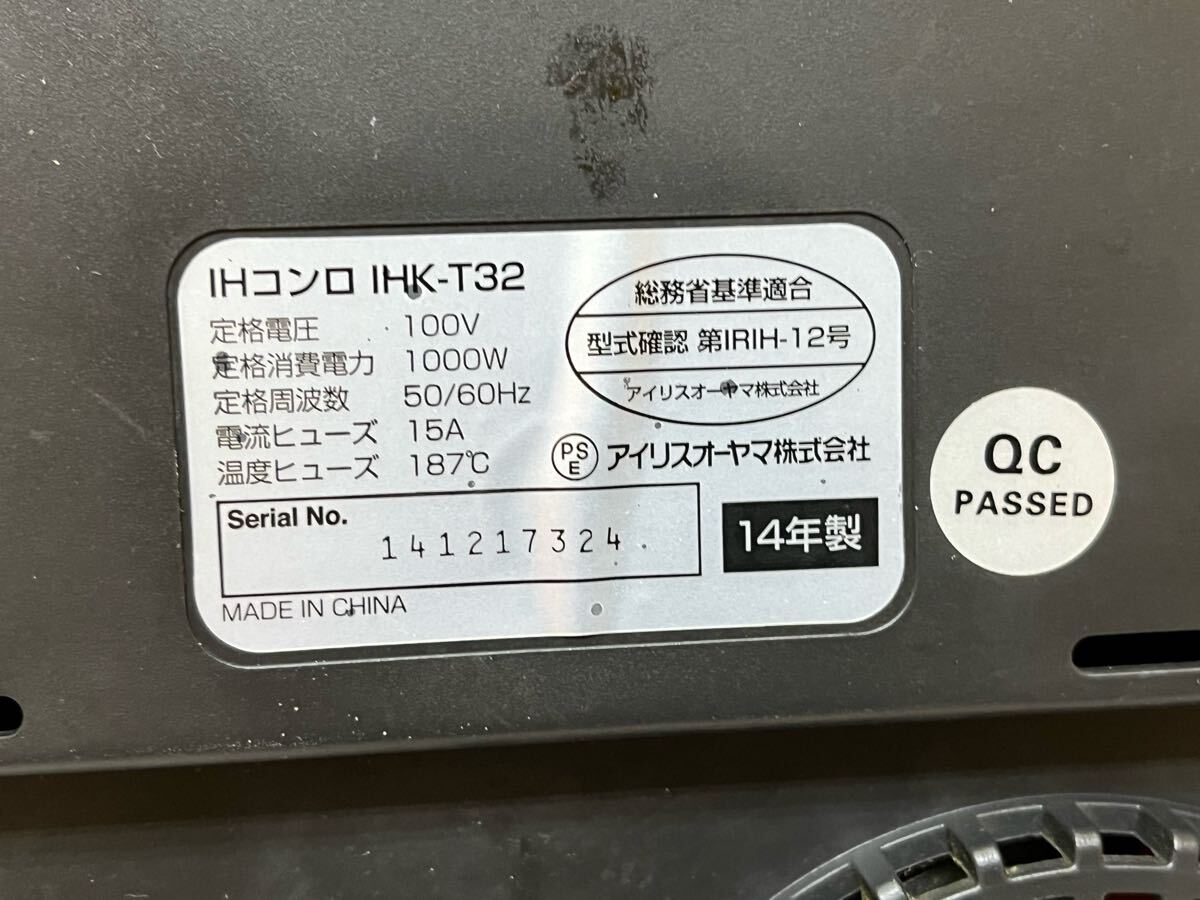 IHコンロ IHK-T32
定格電圧 100V
定格消費電力 1000W
定格周波数 50/60Hz
電流ヒューズ 15A
温度ヒューズ 187℃
総務省基準適合
型式確認 第IRIH-12号
アイリスオーヤマ株式会社
PSE アイリスオーヤマ株式会社
Serial No.
141217324
14年製
MADE IN CHINA
QC
PASSED